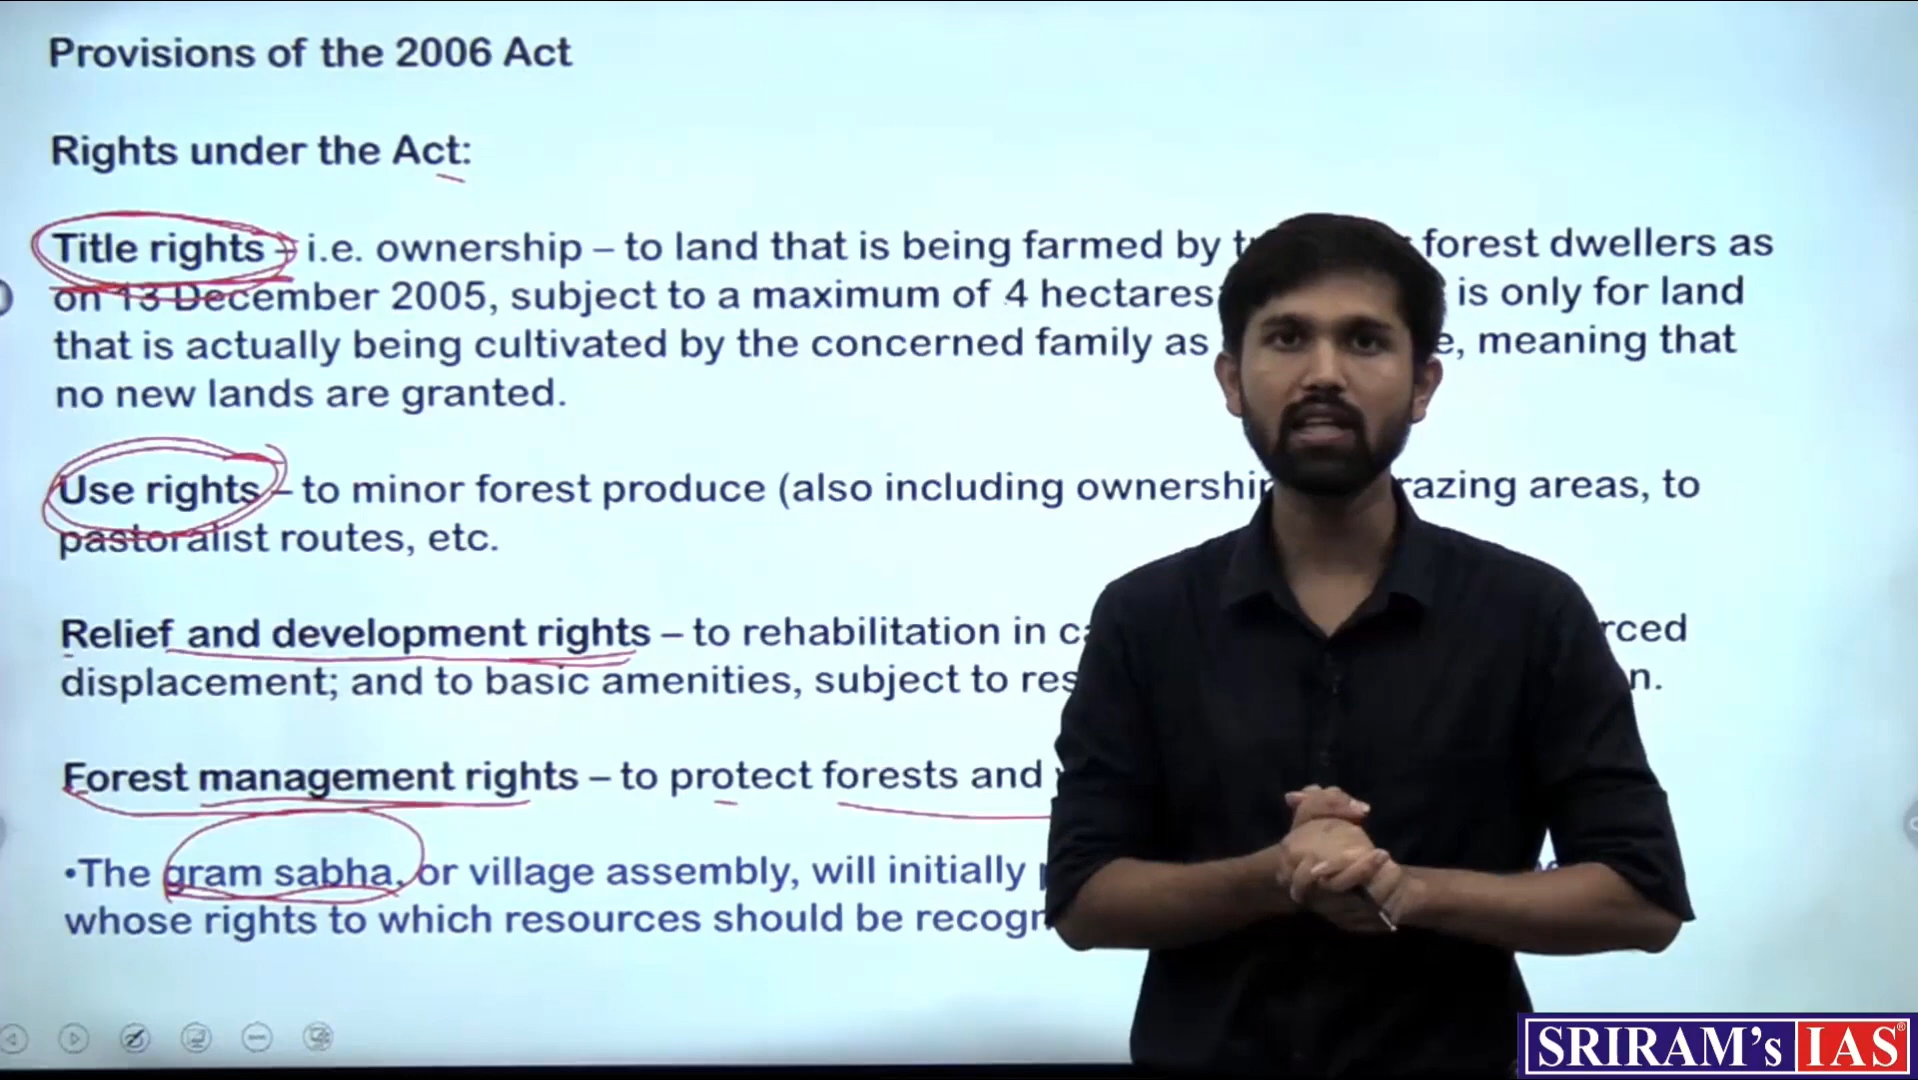 Provisions of the 2006 Act
Rights under the Act:
Title rights – i.e. ownership – to land that is being farmed by forest dwellers as
on 13 December 2005, subject to a maximum of 4 hectares is only for land
that is actually being cultivated by the concerned family as meaning that
no new lands are granted.
Use rights – to minor forest produce (also including ownership areas, to
pastoralist routes, etc.
Relief and development rights – to rehabilitation in
displacement; and to basic amenities, subject to
Forest management rights – to protect forests and
•The gram sabha, or village assembly, will initially
whose rights to which resources should be
SRIRAM's IAS®